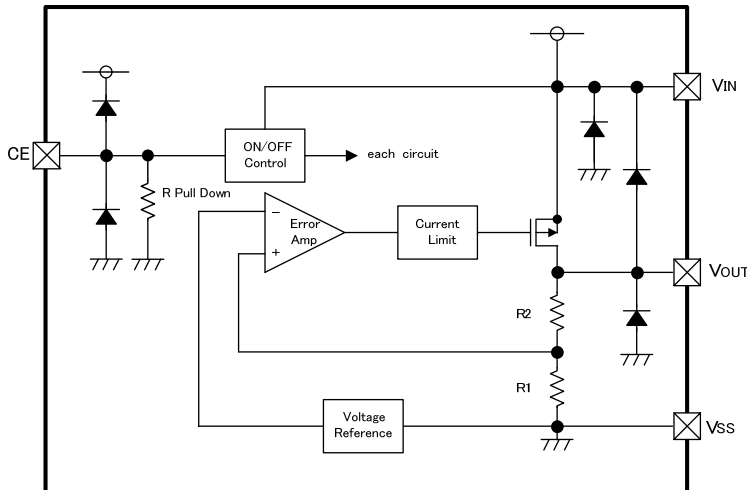 VIN
ON/OFF
Control
each circuit
CE
R Pull Down
−
Error
Amp
+
Current
Limit
VOUT
R2
R1
Voltage
Reference
VSS